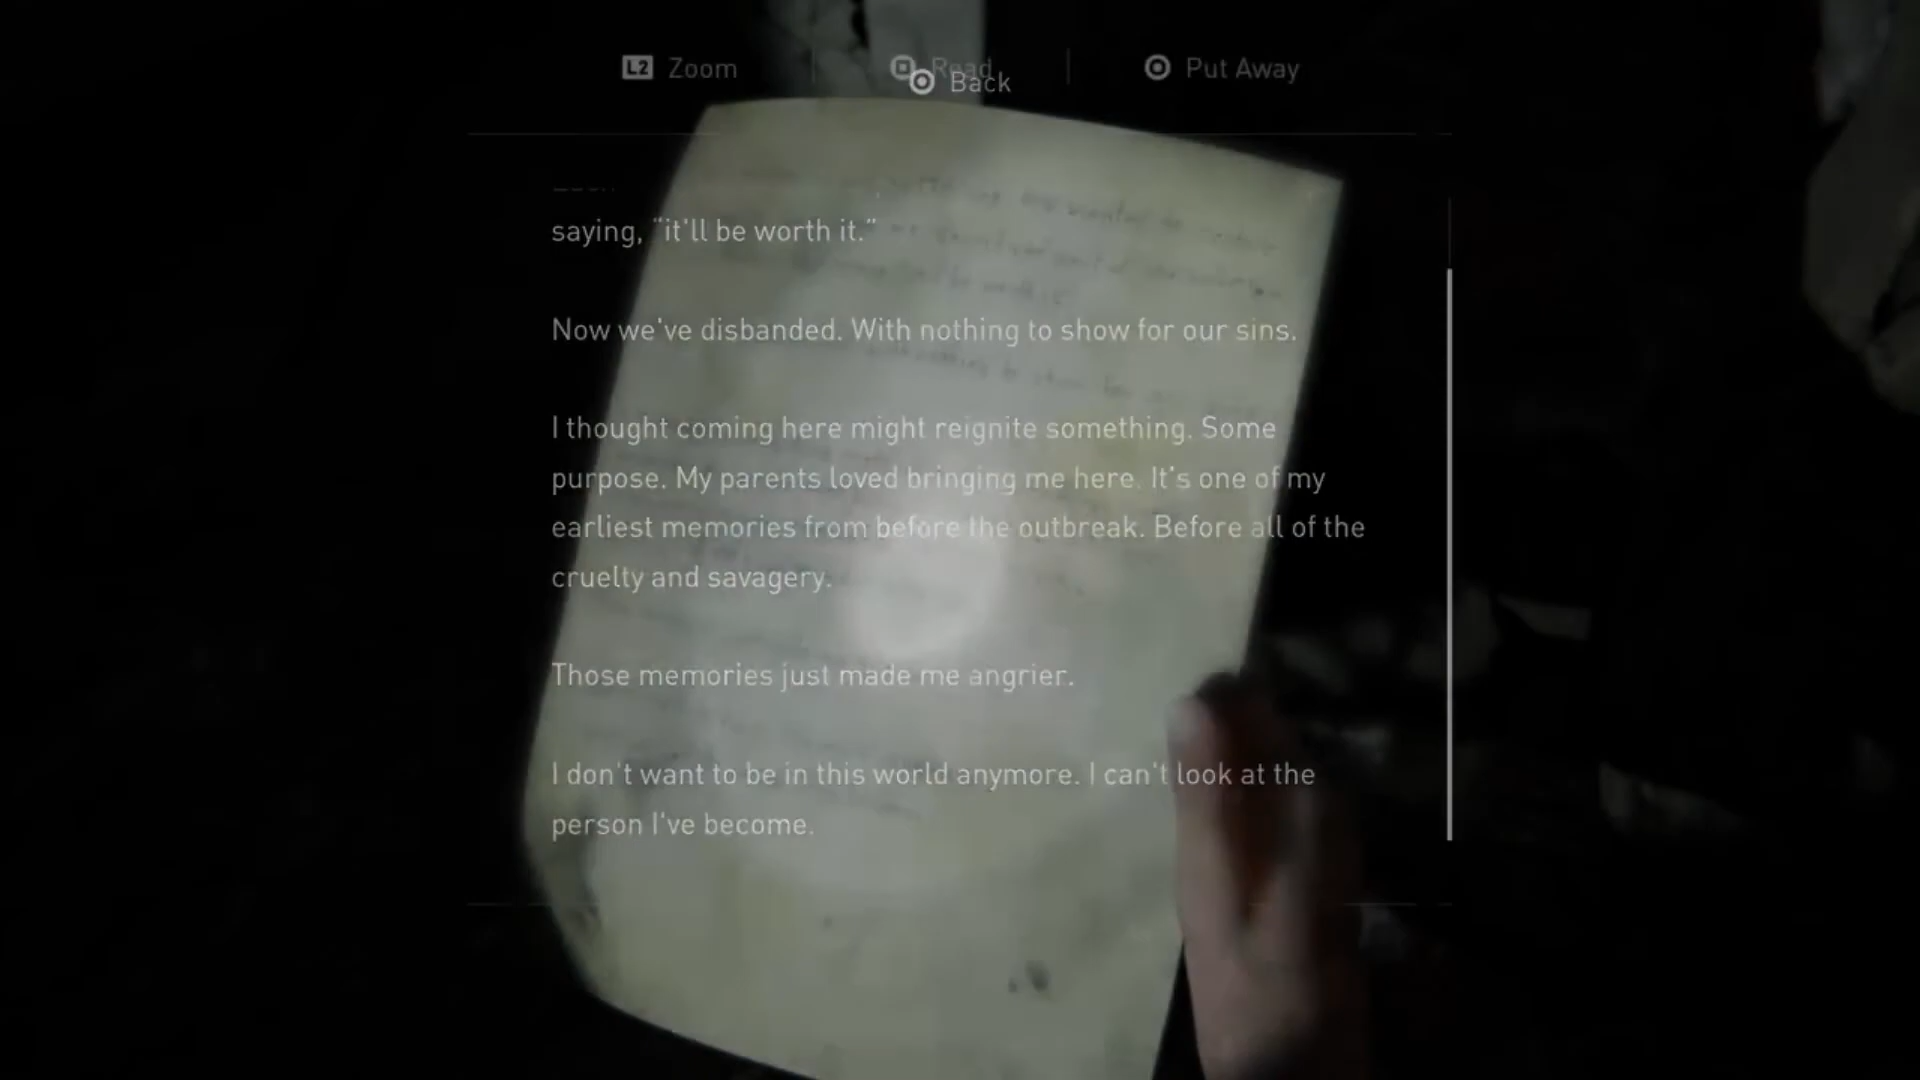 L2 Zoom
Read
Back
Put Away
saying, “it'll be worth it.”
Now we've disbanded. With nothing to show for our sins.
I thought coming here might reignite something. Some
purpose. My parents loved bringing me here. It's one of my
earliest memories from before the outbreak. Before all of the
cruelty and savagery.
Those memories just made me angrier.
I don't want to be in this world anymore. I can't look at the
person I've become.